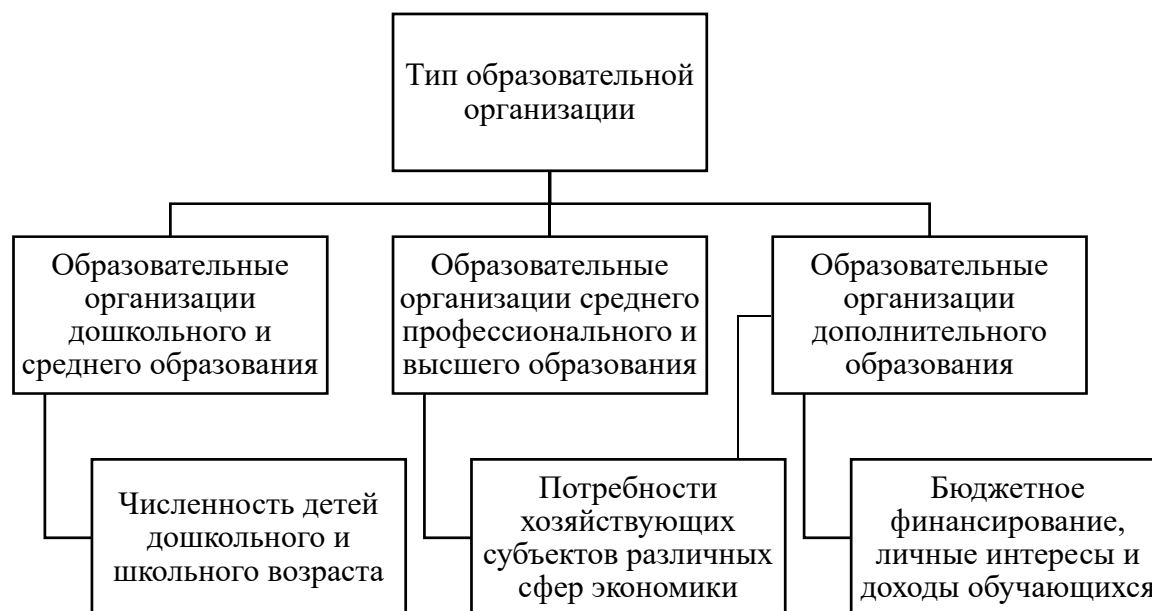 Тип образовательной
организации
Образовательные
организации
дошкольного и
среднего образования
Образовательные
организации среднего
профессионального и
высшего образования
Образовательные
организации
дополнительного
образования
Численность детей
дошкольного и
школьного возраста
Потребности
хозяйствующих
субъектов различных
сфер экономики
Бюджетное
финансирование,
личные интересы и
доходы обучающихся